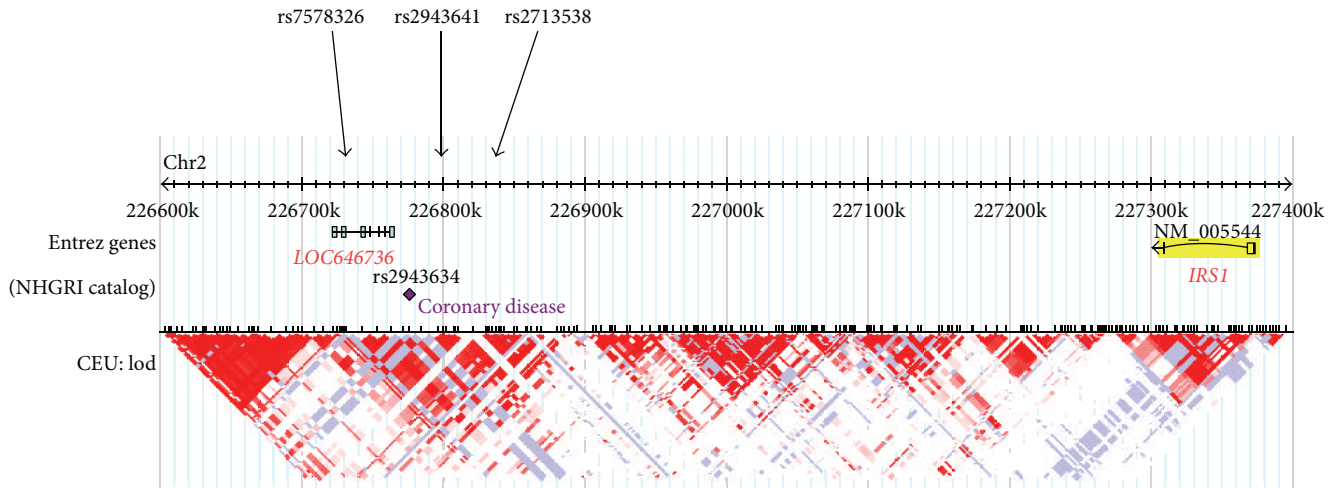 rs7578326 rs2943641 rs2713538
Chr2
226600k 226700k 226800k 226900k 227000k 227100k 227200k 227300k 227400k
Entrez genes
NM_005544
LOC646736
IRS1
rs2943634
(NHGRI catalog)
Coronary disease
CEU: lod